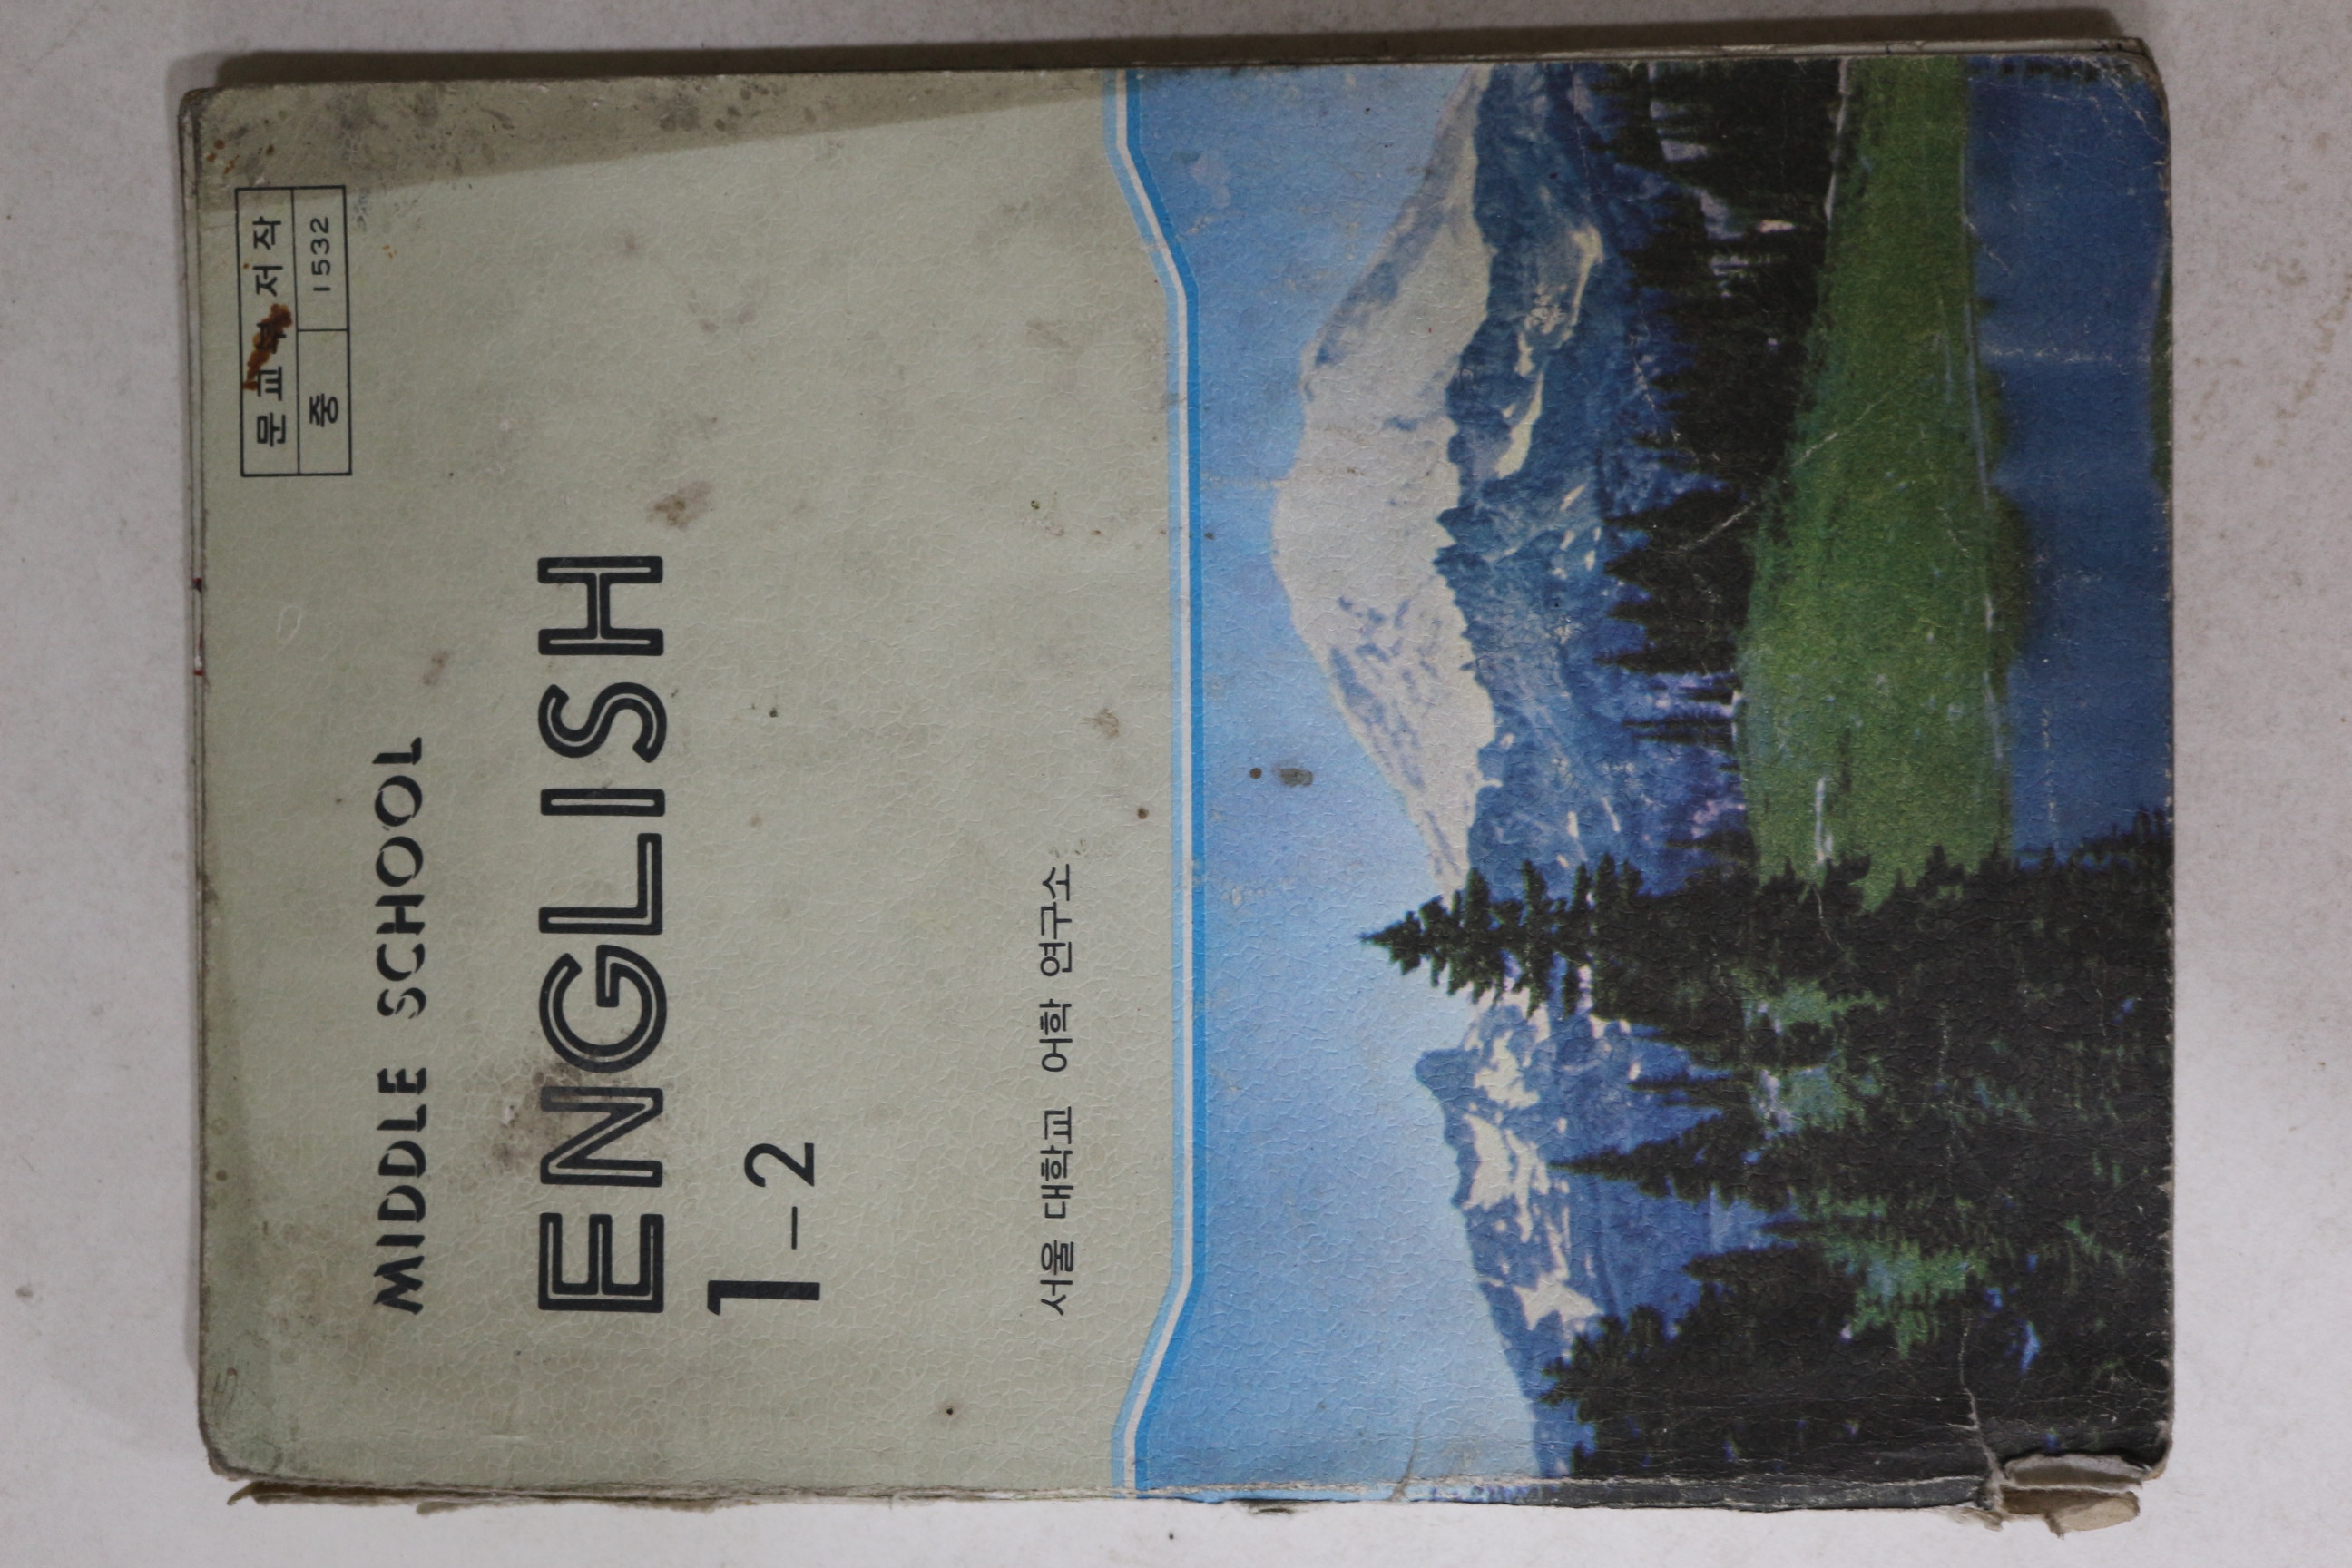 문교부 저작
중 1532
MIDDLE SCHOOL
ENGLISH
1-2
서울 대학교 어학 연구소